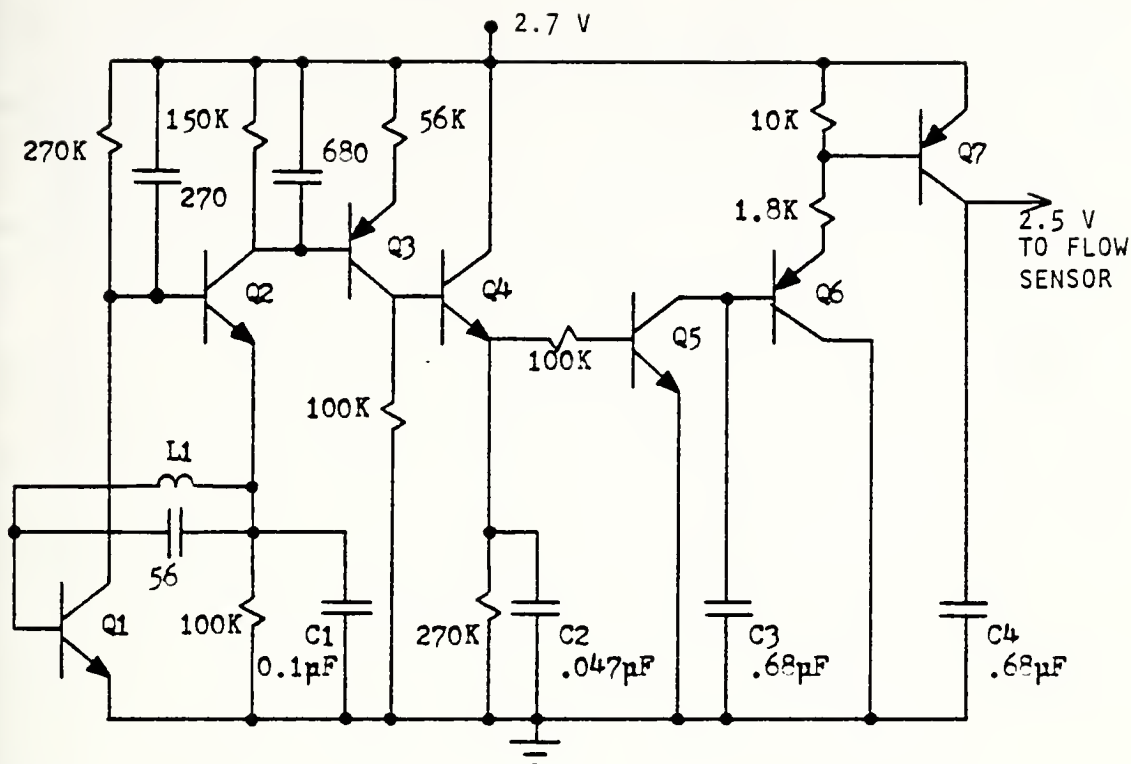 2.7 V
270K
270
150K
680
56K
10K
1.8K
Q7
2.5 V
TO FLOW
SENSOR
Q2
Q3
Q4
100K
Q5
Q6
100K
L1
56
Q1
100K
C1
0.1µF
270K
C2
.047µF
C3
.68µF
C4
.68µF